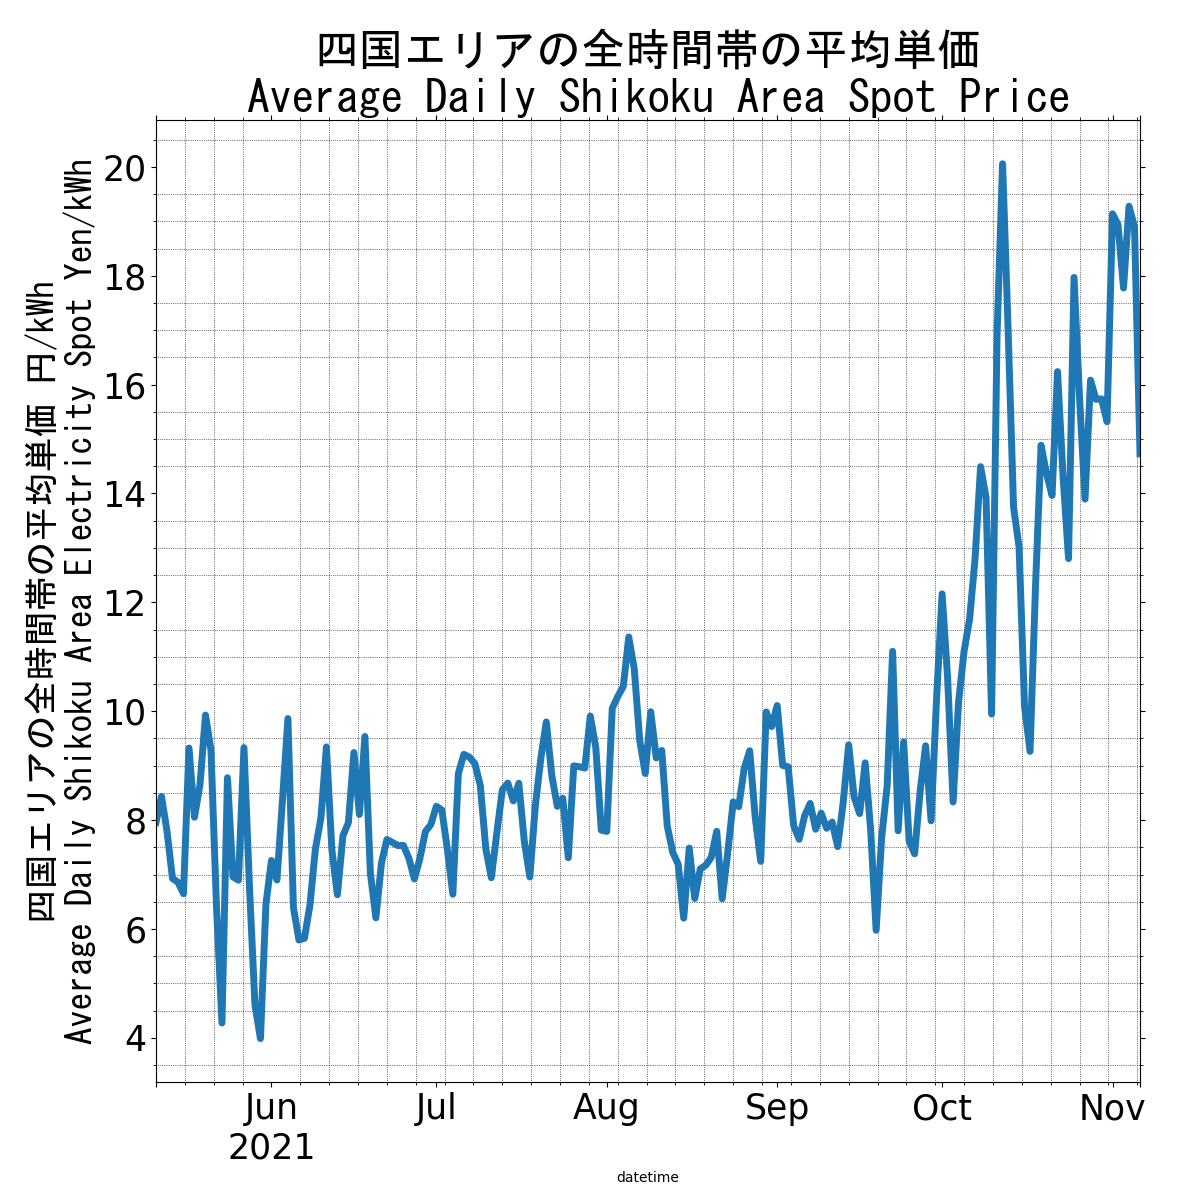 四国エリアの全時間帯の平均単価
Average Daily Shikoku Area Spot Price
四国エリアの全時間帯の平均単価 円/kWh
Average Daily Shikoku Area Electricity Spot Yen/kWh
20
18
16
14
12
10
8
6
4
Jun Jul Aug Sep Oct Nov
2021
datetime